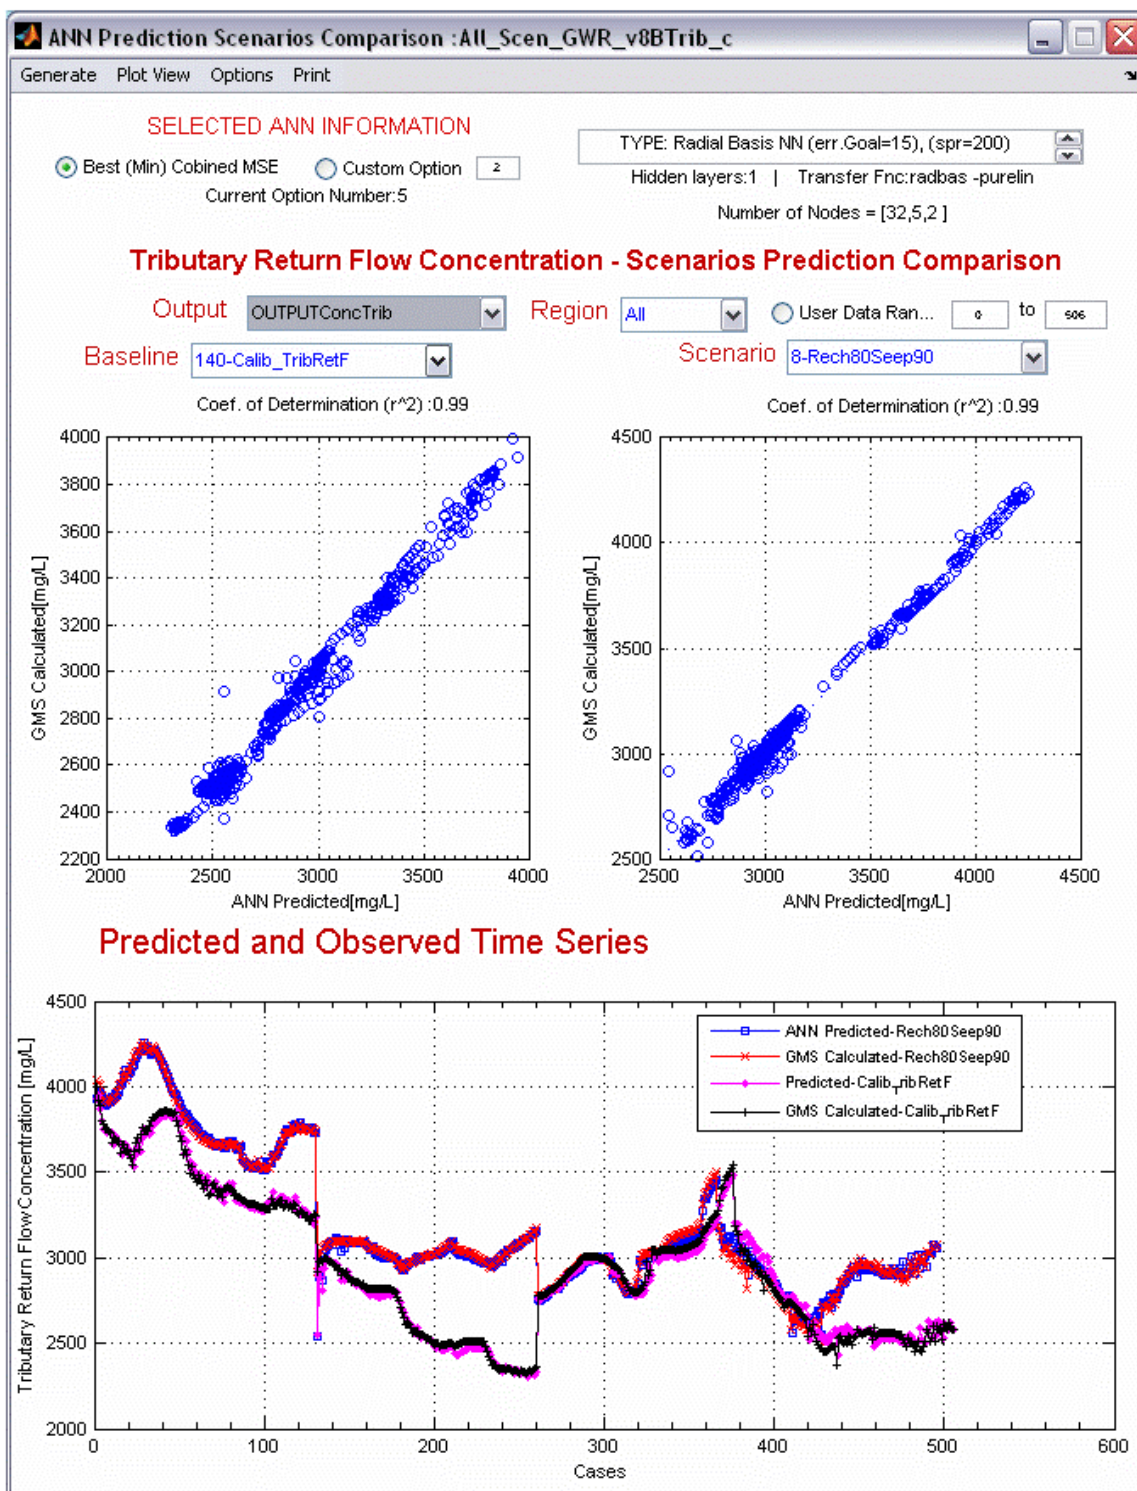 ANN Prediction Scenarios Comparison :All_Scen_GWR_v8BTrib_c
Generate Plot View Options Print
SELECTED ANN INFORMATION
Best (Min) Cobined MSE Custom Option 2
Current Option Number:5
TYPE: Radial Basis NN (err.Goal=15), (spr=200)
Hidden layers:1 | Transfer Fnc:radbas -purelin
Number of Nodes = [32,5,2 ]
Tributary Return Flow Concentration - Scenarios Prediction Comparison
Output OUTPUTConcTrib Region All User Data Ran... 0 to 506
Baseline 140-Calib_TribRetF Scenario 8-Rech80Seep90
Coef. of Determination (r^2) :0.99
4000
3800
3600
3400
3200
3000
2800
2600
2400
2200
GMS Calculated[mg/L]
2000 2500 3000 3500 4000
ANN Predicted[mg/L]
Coef. of Determination (r^2) :0.99
4500
4000
3500
3000
2500
GMS Calculated[mg/L]
2500 3000 3500 4000 4500
ANN Predicted[mg/L]
Predicted and Observed Time Series
4500
4000
3500
3000
2500
2000
Tributary Return Flow Concentration [mg/L]
ANN Predicted-Rech80Seep90
GMS Calculated-Rech80Seep90
Predicted-Calib_TribRetF
GMS Calculated-Calib_TribRetF
0 100 200 300 400 500 600
Cases